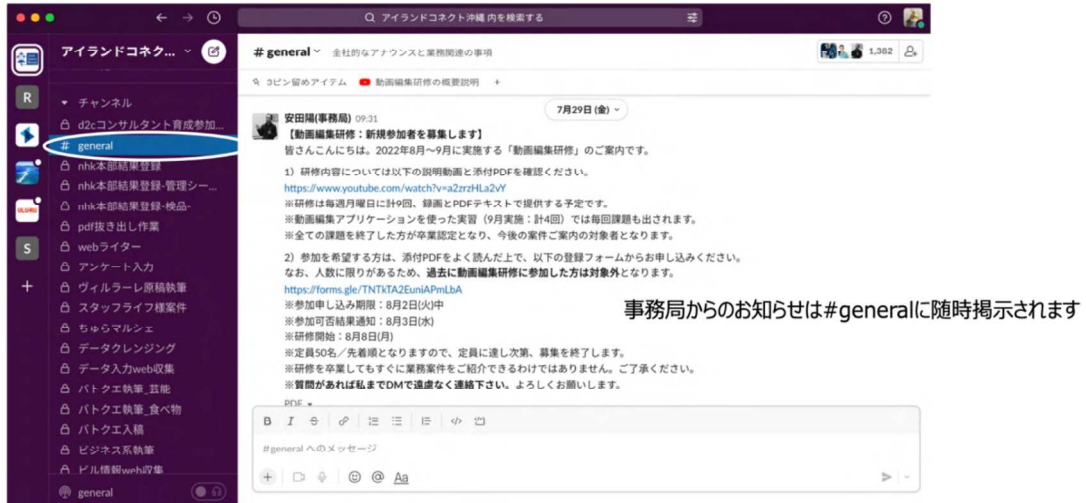 アイランドコネクト沖縄 内を検索する
アイランドコネク...
R
S
ULURU
チャンネル
d2cコンサルタント育成参加...
# general
nhk本部結果登録
nhk本部結果登録-管理シー...
nhk本部結果登録-検品-
pdf抜き出し作業
webライター
アンケート入力
ヴィルラーレ原稿執筆
スタッフライフ様案件
ちゅらマルシェ
データクレンジング
データ入力web収集
パトクエ執筆_芸能
パトクエ執筆_食べ物
パトクエ入稿
ビジネス系執筆
ビル情報web収集
general
# general 全社的なアナウンスと業務関連の事項
1,362
3ピン留めアイテム 動画編集研修の概要説明 +
7月29日 (金)
安田陽(事務局) 09:31
【動画編集研修：新規参加者を募集します】
皆さんこんにちは。2022年8月〜9月に実施する「動画編集研修」のご案内です。
1）研修内容については以下の説明動画と添付PDFを確認ください。
https://www.youtube.com/watch?v=a2zrzHLa2vY
※研修は毎週月曜日に計9回、録画とPDFテキストで提供する予定です。
※動画編集アプリケーションを使った実習（9月実施：計4回）では毎回課題も出されます。
※全ての課題を終了した方が卒業認定となり、今後の案件ご案内の対象者となります。
2）参加を希望する方は、添付PDFをよく読んだ上で、以下の登録フォームからお申し込みください。
なお、人数に限りがあるため、過去に動画編集研修に参加した方は対象外となります。
https://forms.gle/TNTkTA2EuniAPmLbA
※参加申し込み期限：8月2日(火)中
※参加可否結果通知：8月3日(水)
※研修開始：8月8日(月)
※定員50名／先着順となりますので、定員に達し次第、募集を終了します。
※研修を卒業してもすぐに業務案件をご紹介できるわけではありません。ご了承ください。
※質問があれば私までDMで遠慮なく連絡下さい。よろしくお願いします。
PDF
#general へのメッセージ
Aa
事務局からのお知らせは#generalに随時掲示されます